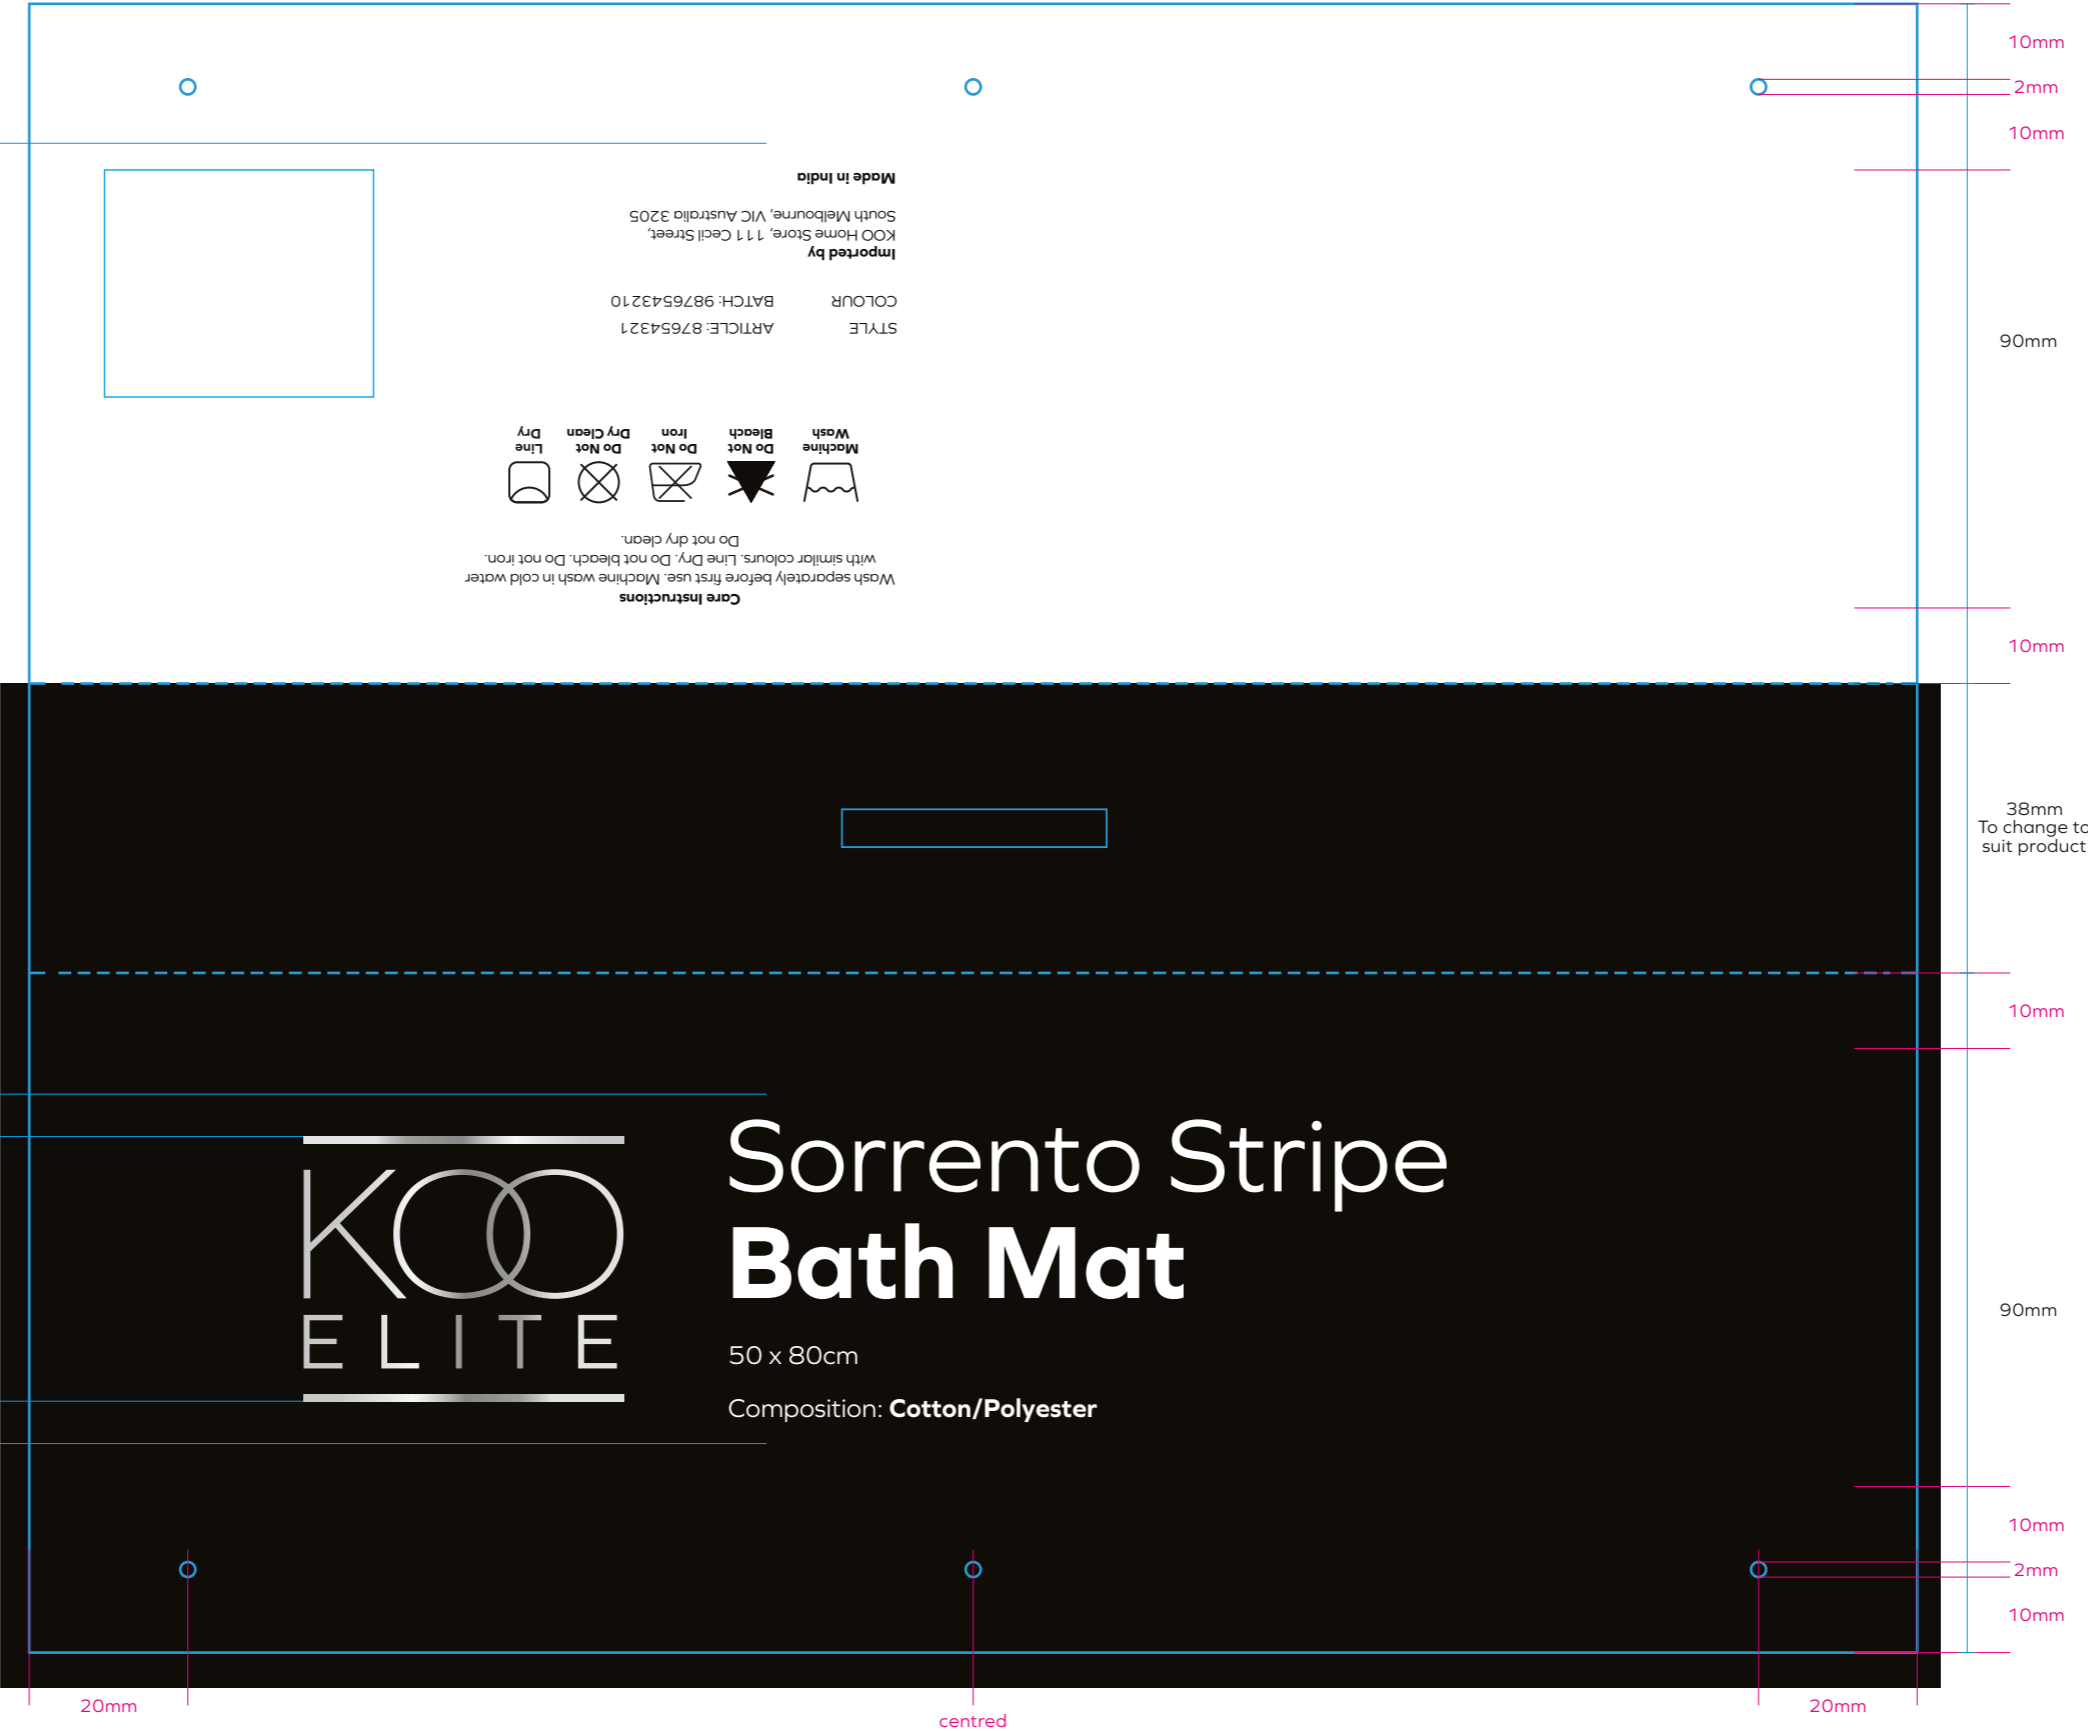 10mm
2mm
10mm
90mm
10mm
38mm
To change to
suit product
10mm
90mm
10mm
2mm
10mm
20mm
centred
20mm
Care Instructions
Wash separately before first use. Machine wash in cold water
with similar colours. Line Dry. Do not bleach. Do not iron.
Do not dry clean.
Machine Wash
Do Not Bleach
Do Not Iron
Do Not Dry Clean
Line Dry
STYLE ARTICLE: 87654321
COLOUR BATCH: 9876543210
Imported by
KOO Home Store, 111 Cecil Street,
South Melbourne, VIC Australia 3205
Made in India
KOO
ELITE
Sorrento Stripe
Bath Mat
50 x 80cm
Composition: Cotton/Polyester